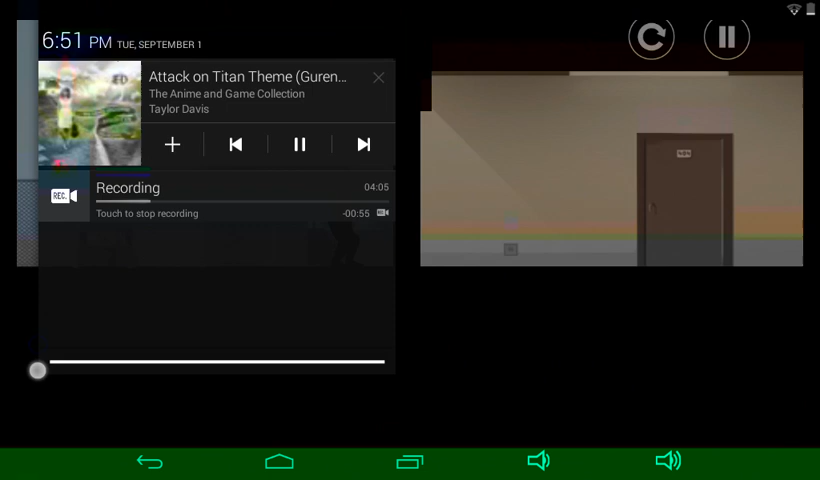 6:51 PM TUE, SEPTEMBER 1
Attack on Titan Theme (Guren...
The Anime and Game Collection
Taylor Davis
REC.
Recording 04:05
Touch to stop recording -00:55